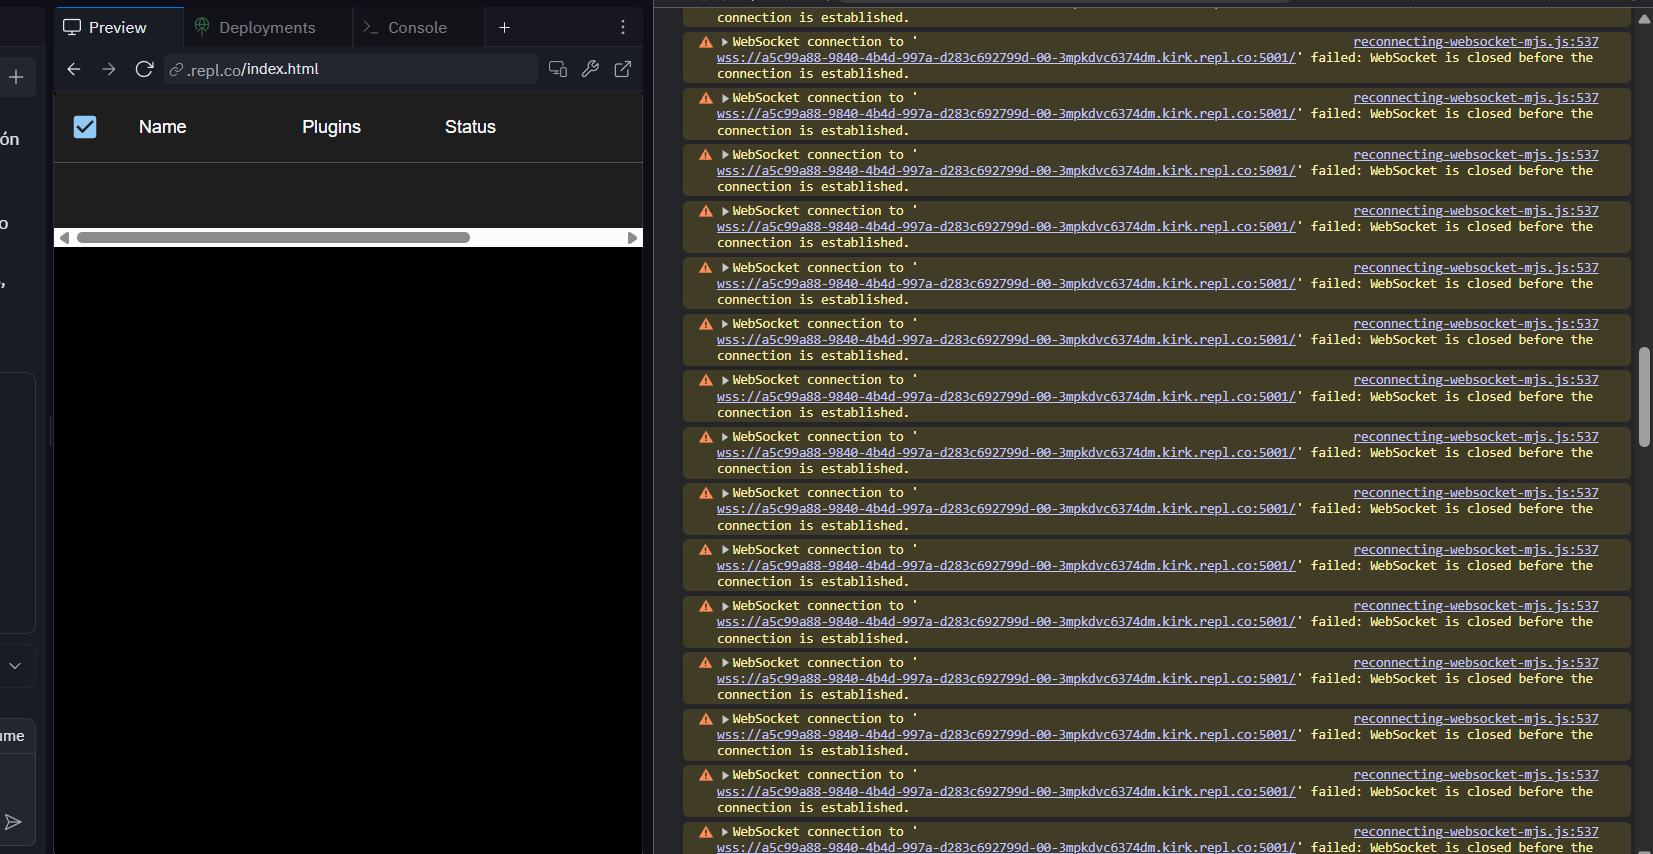 Preview
Deployments
Console
.repl.co/index.html
ón
o
,
ume
Name
Plugins
Status
connection is established.
WebSocket connection to '
reconnecting-websocket-mjs.js:537
wss://a5c99a88-9840-4b4d-997a-d283c692799d-00-3mpkdvc6374dm.kirk.repl.co:5001/' failed: WebSocket is closed before the
connection is established.
WebSocket connection to '
reconnecting-websocket-mjs.js:537
wss://a5c99a88-9840-4b4d-997a-d283c692799d-00-3mpkdvc6374dm.kirk.repl.co:5001/' failed: WebSocket is closed before the
connection is established.
WebSocket connection to '
reconnecting-websocket-mjs.js:537
wss://a5c99a88-9840-4b4d-997a-d283c692799d-00-3mpkdvc6374dm.kirk.repl.co:5001/' failed: WebSocket is closed before the
connection is established.
WebSocket connection to '
reconnecting-websocket-mjs.js:537
wss://a5c99a88-9840-4b4d-997a-d283c692799d-00-3mpkdvc6374dm.kirk.repl.co:5001/' failed: WebSocket is closed before the
connection is established.
WebSocket connection to '
reconnecting-websocket-mjs.js:537
wss://a5c99a88-9840-4b4d-997a-d283c692799d-00-3mpkdvc6374dm.kirk.repl.co:5001/' failed: WebSocket is closed before the
connection is established.
WebSocket connection to '
reconnecting-websocket-mjs.js:537
wss://a5c99a88-9840-4b4d-997a-d283c692799d-00-3mpkdvc6374dm.kirk.repl.co:5001/' failed: WebSocket is closed before the
connection is established.
WebSocket connection to '
reconnecting-websocket-mjs.js:537
wss://a5c99a88-9840-4b4d-997a-d283c692799d-00-3mpkdvc6374dm.kirk.repl.co:5001/' failed: WebSocket is closed before the
connection is established.
WebSocket connection to '
reconnecting-websocket-mjs.js:537
wss://a5c99a88-9840-4b4d-997a-d283c692799d-00-3mpkdvc6374dm.kirk.repl.co:5001/' failed: WebSocket is closed before the
connection is established.
WebSocket connection to '
reconnecting-websocket-mjs.js:537
wss://a5c99a88-9840-4b4d-997a-d283c692799d-00-3mpkdvc6374dm.kirk.repl.co:5001/' failed: WebSocket is closed before the
connection is established.
WebSocket connection to '
reconnecting-websocket-mjs.js:537
wss://a5c99a88-9840-4b4d-997a-d283c692799d-00-3mpkdvc6374dm.kirk.repl.co:5001/' failed: WebSocket is closed before the
connection is established.
WebSocket connection to '
reconnecting-websocket-mjs.js:537
wss://a5c99a88-9840-4b4d-997a-d283c692799d-00-3mpkdvc6374dm.kirk.repl.co:5001/' failed: WebSocket is closed before the
connection is established.
WebSocket connection to '
reconnecting-websocket-mjs.js:537
wss://a5c99a88-9840-4b4d-997a-d283c692799d-00-3mpkdvc6374dm.kirk.repl.co:5001/' failed: WebSocket is closed before the
connection is established.
WebSocket connection to '
reconnecting-websocket-mjs.js:537
wss://a5c99a88-9840-4b4d-997a-d283c692799d-00-3mpkdvc6374dm.kirk.repl.co:5001/' failed: WebSocket is closed before the
connection is established.
WebSocket connection to '
reconnecting-websocket-mjs.js:537
wss://a5c99a88-9840-4b4d-997a-d283c692799d-00-3mpkdvc6374dm.kirk.repl.co:5001/' failed: WebSocket is closed before the
connection is established.
WebSocket connection to '
reconnecting-websocket-mjs.js:537
wss://a5c99a88-9840-4b4d-997a-d283c692799d-00-3mpkdvc6374dm.kirk.repl.co:5001/' failed: WebSocket is closed before the